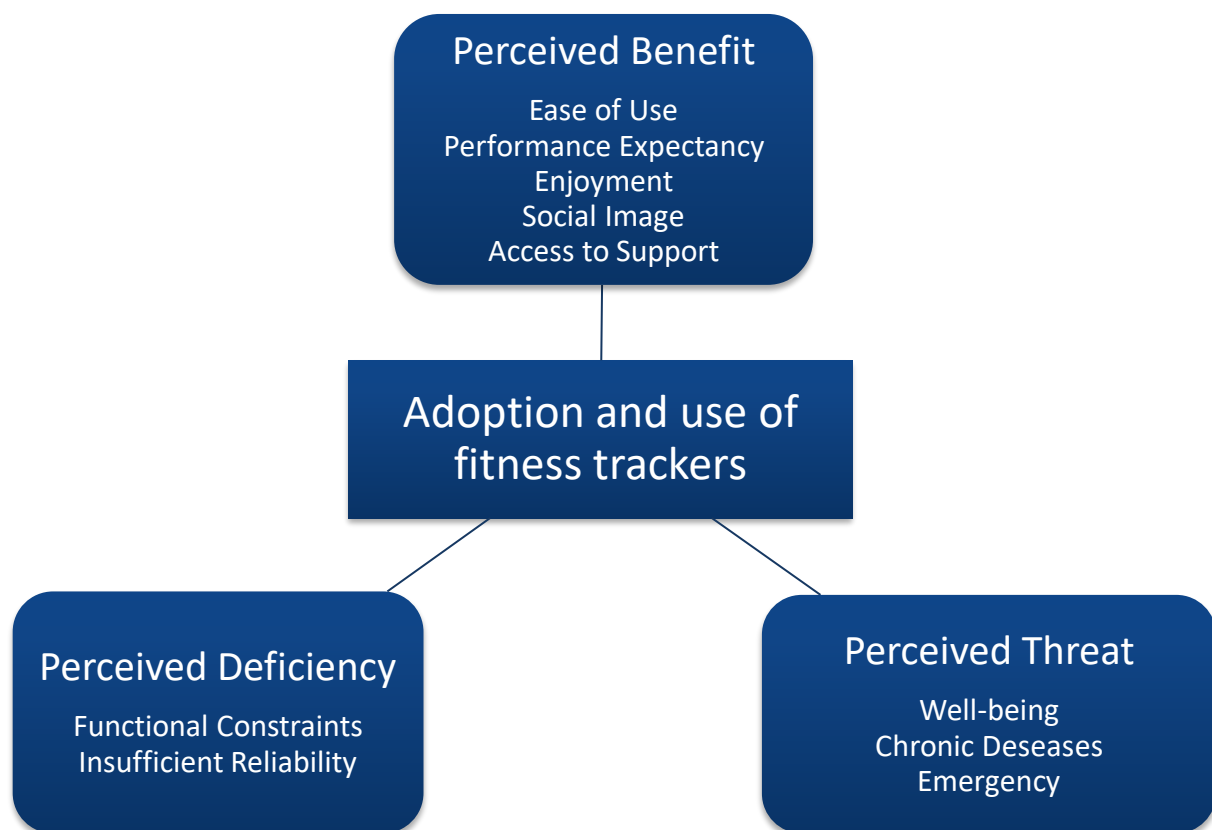 Perceived Benefit
Ease of Use
Performance Expectancy
Enjoyment
Social Image
Access to Support
Adoption and use of
fitness trackers
Perceived Deficiency
Functional Constraints
Insufficient Reliability
Perceived Threat
Well-being
Chronic Deseases
Emergency